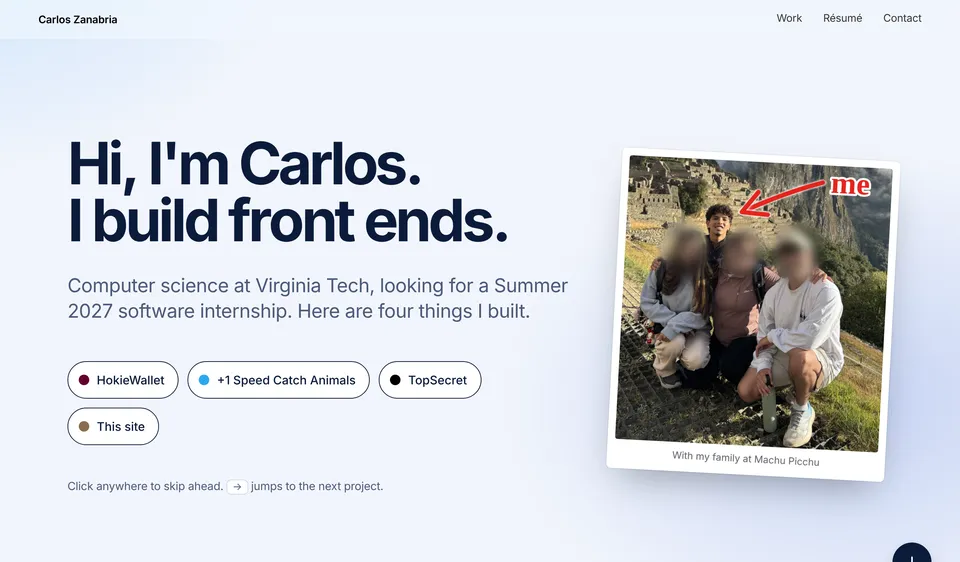 Carlos Zanabria
Work Résumé Contact
Hi, I'm Carlos.
I build front ends.
Computer science at Virginia Tech, looking for a Summer
2027 software internship. Here are four things I built.
HokieWallet
+1 Speed Catch Animals
TopSecret
This site
Click anywhere to skip ahead. → jumps to the next project.
me
With my family at Machu Picchu